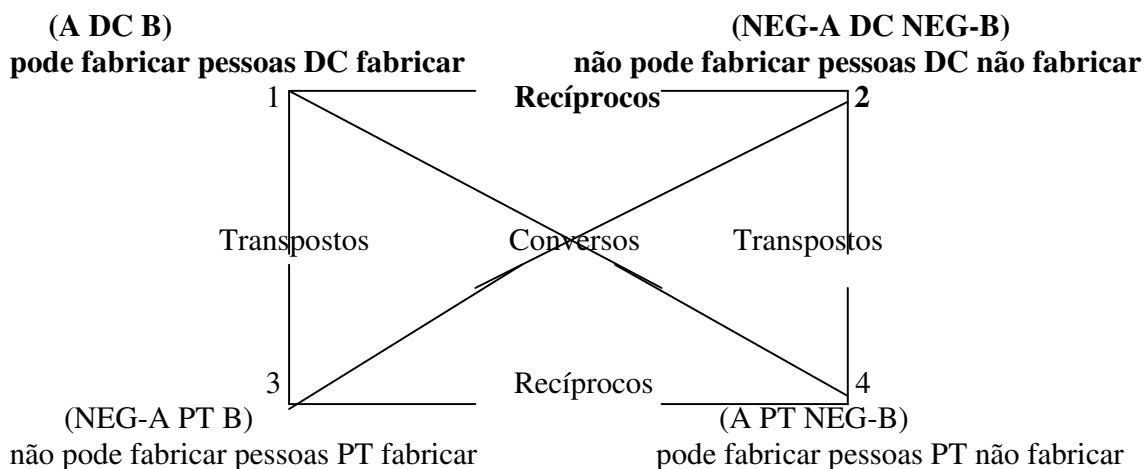 (A DC B) (NEG-A DC NEG-B)
pode fabricar pessoas DC fabricar não pode fabricar pessoas DC não fabricar
1 Recíprocos 2
Transpostos Conversos Transpostos
3 Recíprocos 4
(NEG-A PT B) (A PT NEG-B)
não pode fabricar pessoas PT fabricar pode fabricar pessoas PT não fabricar